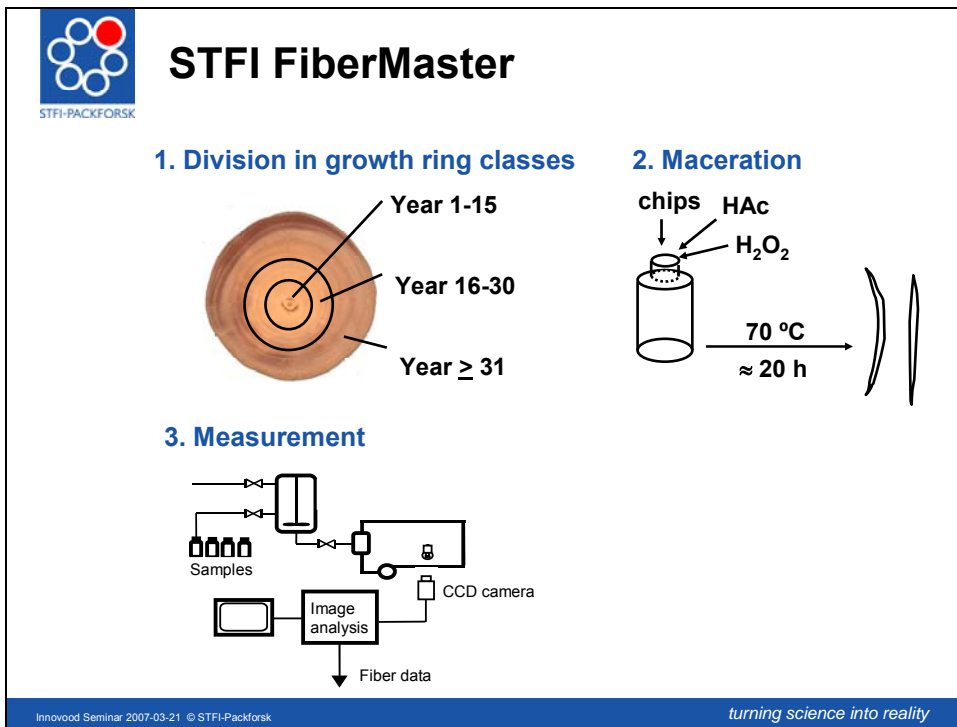 STFI-PACKFORSK
STFI FiberMaster
1. Division in growth ring classes
Year 1-15
Year 16-30
Year ≥ 31
2. Maceration
chips
HAc
H₂O₂
70 ºC
≈ 20 h
3. Measurement
Samples
CCD camera
Image
analysis
Fiber data
Innovood Seminar 2007-03-21 © STFI-Packforsk
turning science into reality